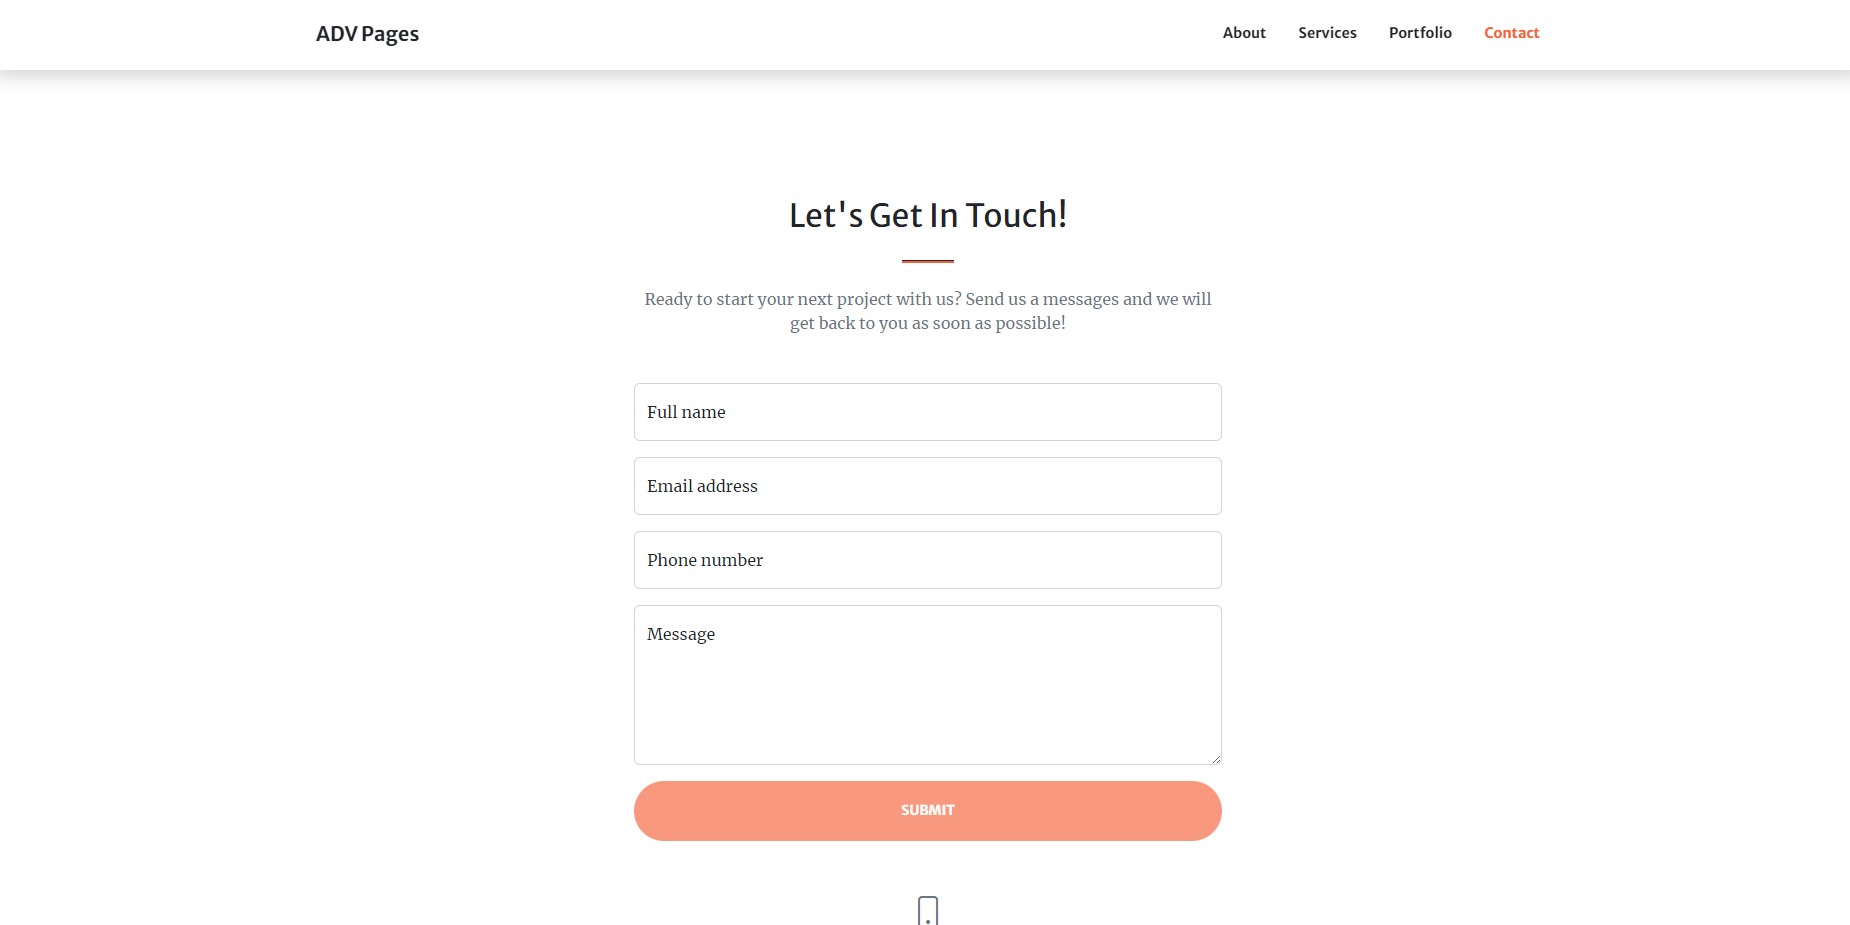 ADV Pages
About Services Portfolio Contact
Let's Get In Touch!
Ready to start your next project with us? Send us a messages and we will
get back to you as soon as possible!
Full name
Email address
Phone number
Message
SUBMIT